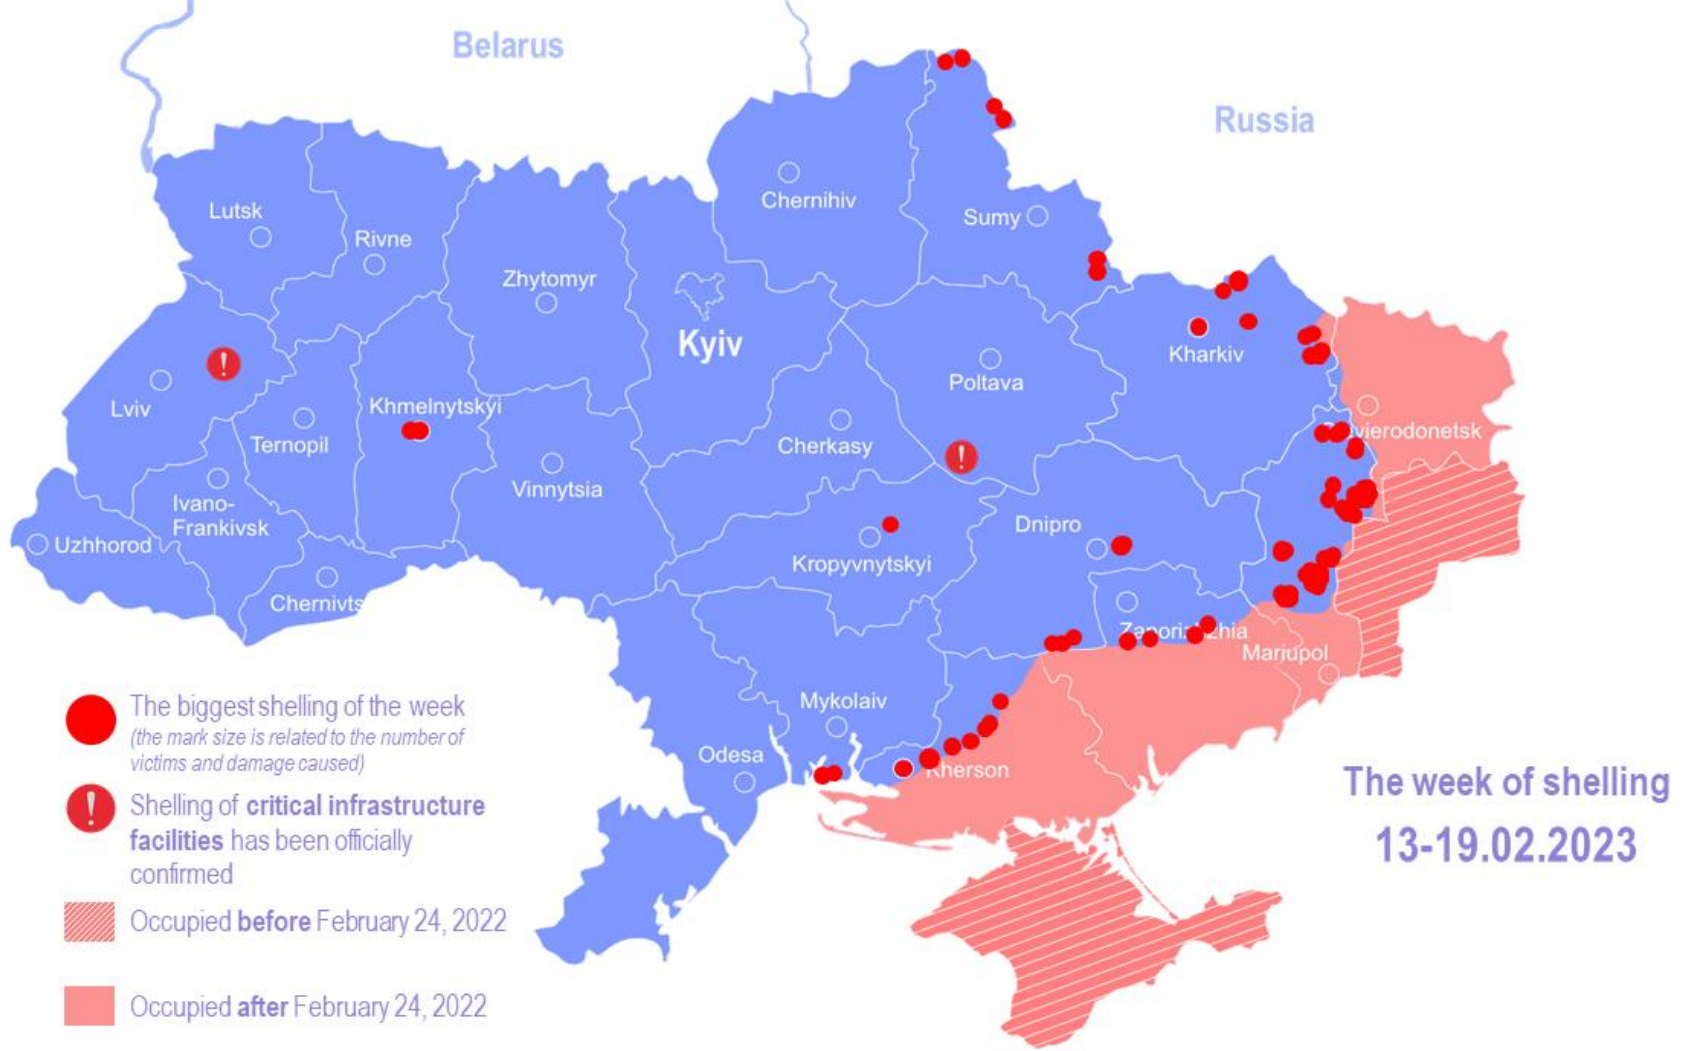 Belarus
Russia
Chernihiv
Sumy
Lutsk
Rivne
Zhytomyr
Kyiv
Kharkiv
Poltava
Lviv
Khmelnytskyi
Ternopil
Cherkasy
Vinnytsia
Ivano-
Frankivsk
Uzhhorod
Dnipro
Kropyvnytskyi
Mariupol
Mykolaiv
Odesa
Kherson
The biggest shelling of the week
(the mark size is related to the number of
victims and damage caused)
! Shelling of critical infrastructure
facilities has been officially
confirmed
Occupied before February 24, 2022
Occupied after February 24, 2022
The week of shelling
13-19.02.2023